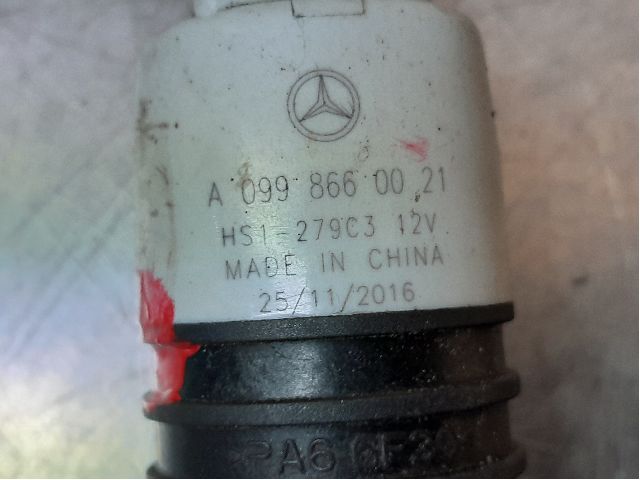 A 099 866 00 21
HS1-279C3 12V
MADE IN CHINA
25/11/2016